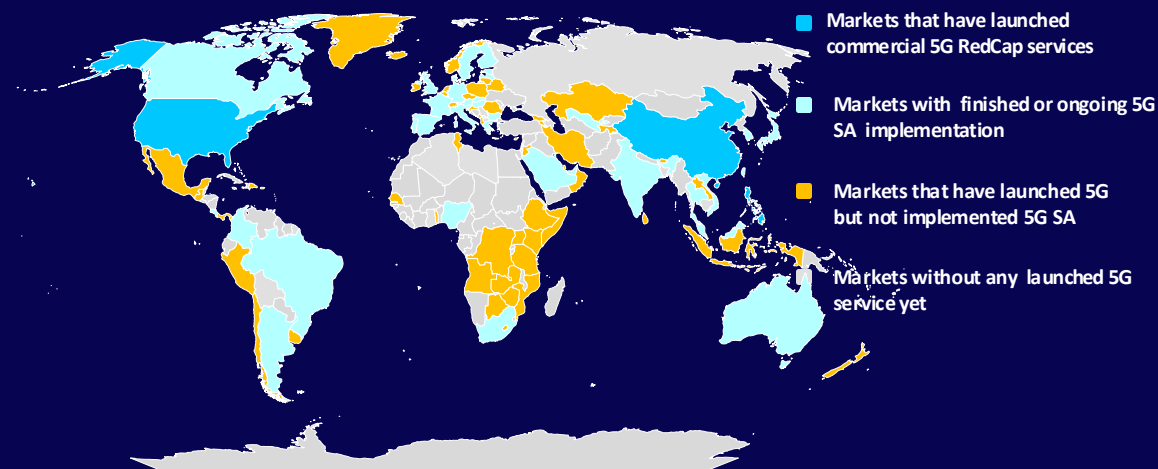 Markets that have launched
commercial 5G RedCap services
Markets with finished or ongoing 5G
SA implementation
Markets that have launched 5G
but not implemented 5G SA
Markets without any launched 5G
service yet